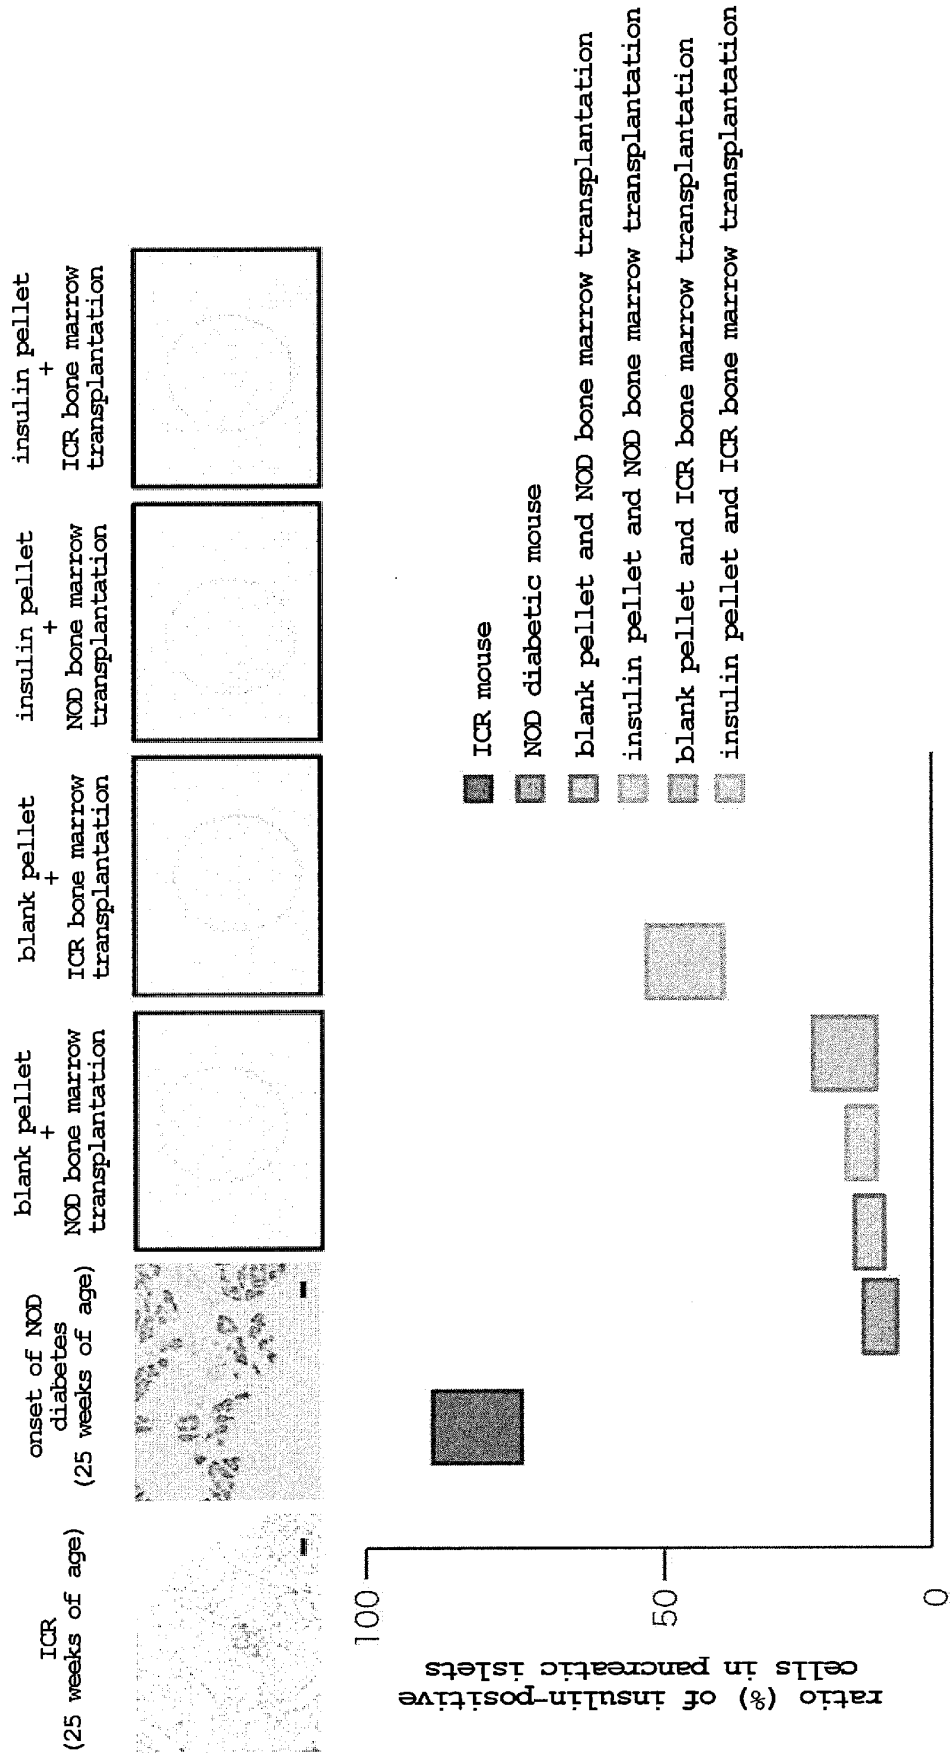 ICR
(25 weeks of age)
onset of NOD
diabetes
(25 weeks of age)
blank pellet
+
NOD bone marrow
transplantation
blank pellet
+
ICR bone marrow
transplantation
insulin pellet
+
NOD bone marrow
transplantation
insulin pellet
+
ICR bone marrow
transplantation
ratio (%) of insulin-positive
cells in pancreatic islets
100
50
0
ICR mouse
NOD diabetic mouse
blank pellet and NOD bone marrow transplantation
insulin pellet and NOD bone marrow transplantation
blank pellet and ICR bone marrow transplantation
insulin pellet and ICR bone marrow transplantation